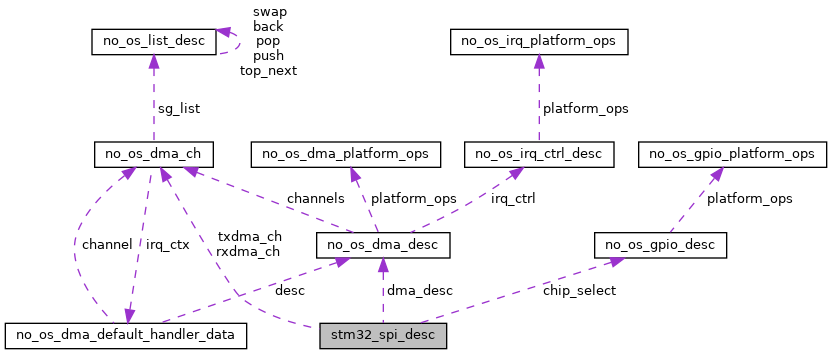 swap
back
pop
push
top_next
no_os_list_desc
no_os_irq_platform_ops
sg_list
platform_ops
no_os_dma_ch
no_os_dma_platform_ops
no_os_irq_ctrl_desc
no_os_gpio_platform_ops
channels
platform_ops
irq_ctrl
platform_ops
channel
irq_ctx
txdma_ch
rxdma_ch
no_os_dma_desc
no_os_gpio_desc
desc
dma_desc
chip_select
no_os_dma_default_handler_data
stm32_spi_desc